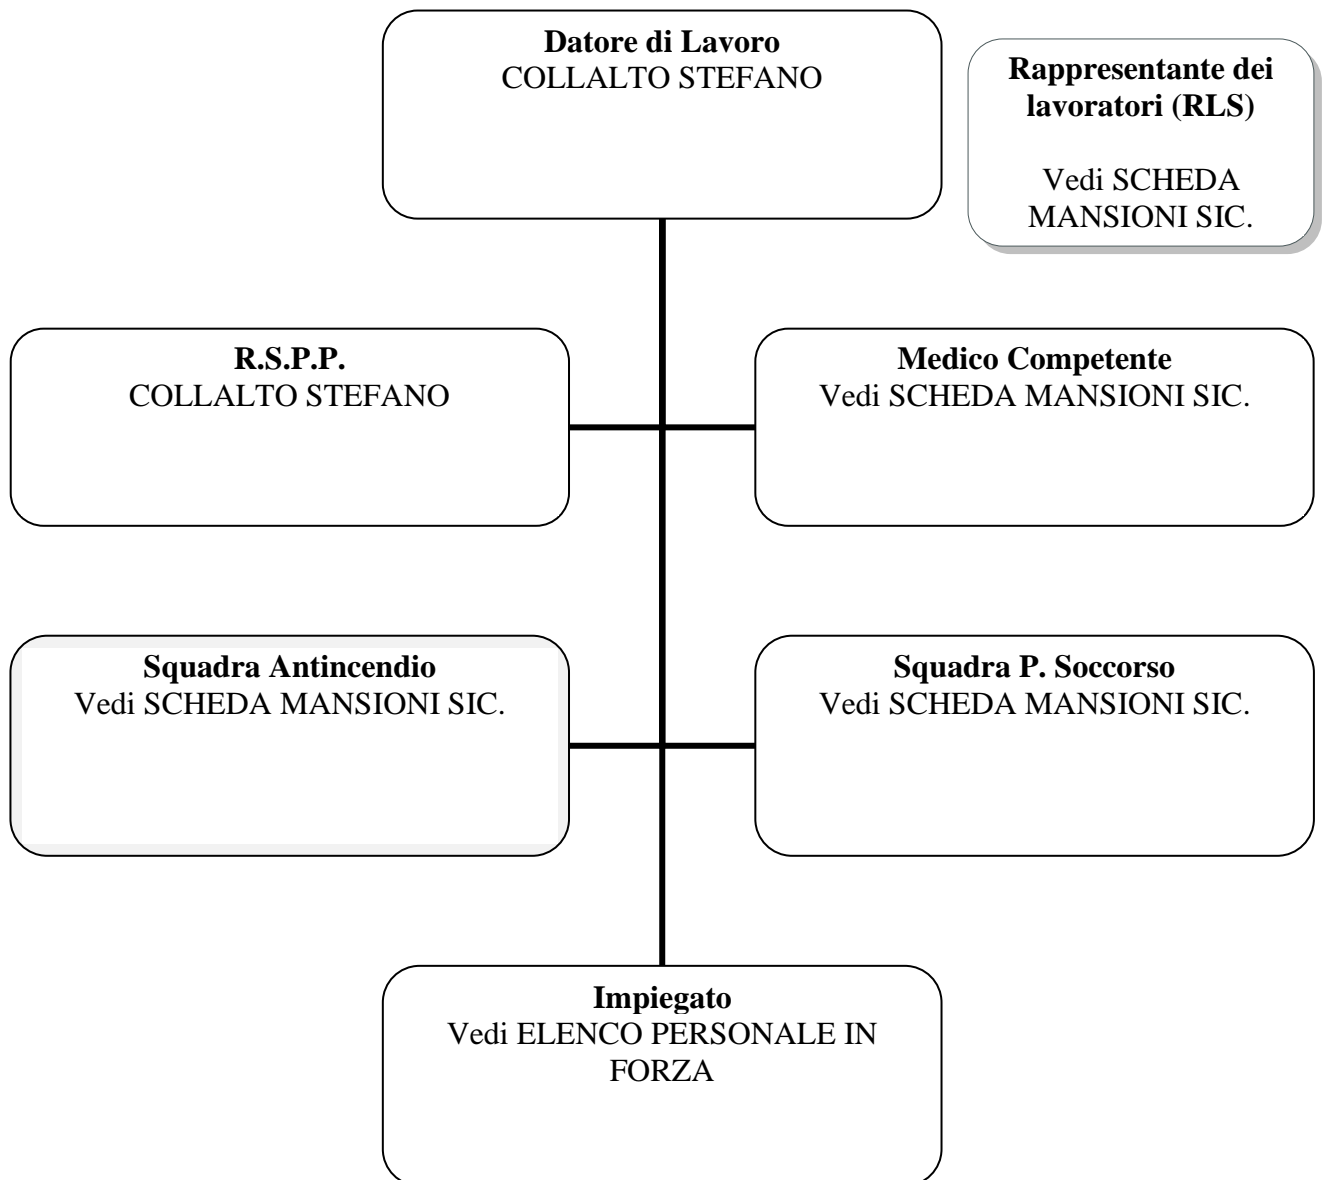 Datore di Lavoro
COLLALTO STEFANO
Rappresentante dei
lavoratori (RLS)
Vedi SCHEDA
MANSIONI SIC.
R.S.P.P.
COLLALTO STEFANO
Medico Competente
Vedi SCHEDA MANSIONI SIC.
Squadra Antincendio
Vedi SCHEDA MANSIONI SIC.
Squadra P. Soccorso
Vedi SCHEDA MANSIONI SIC.
Impiegato
Vedi ELENCO PERSONALE IN
FORZA